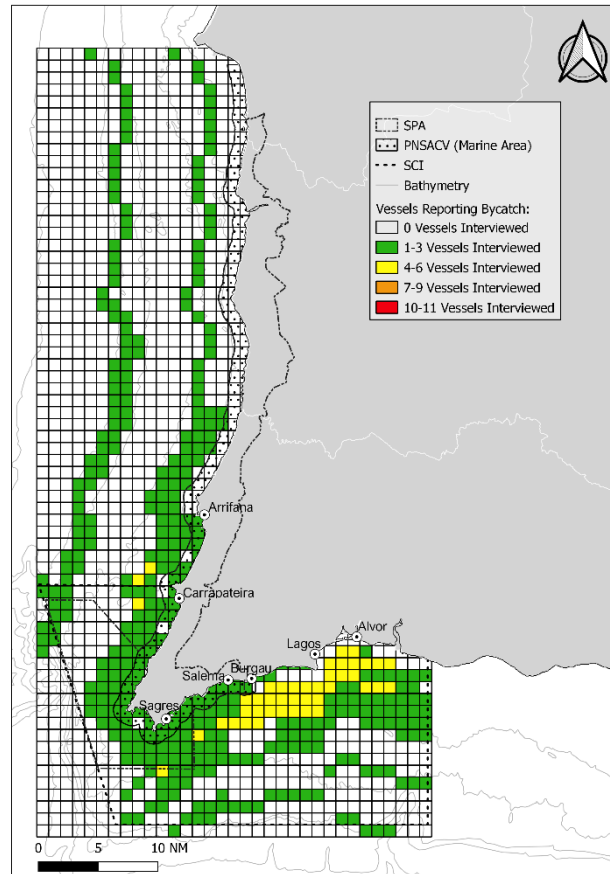 SPA
PNSACV (Marine Area)
SCI
Bathymetry
Vessels Reporting Bycatch:
0 Vessels Interviewed
1-3 Vessels Interviewed
4-6 Vessels Interviewed
7-9 Vessels Interviewed
10-11 Vessels Interviewed
Arrifana
Carrapateira
Alvor
Lagos
Salema
Burgau
Sagres
0 5 10 NM